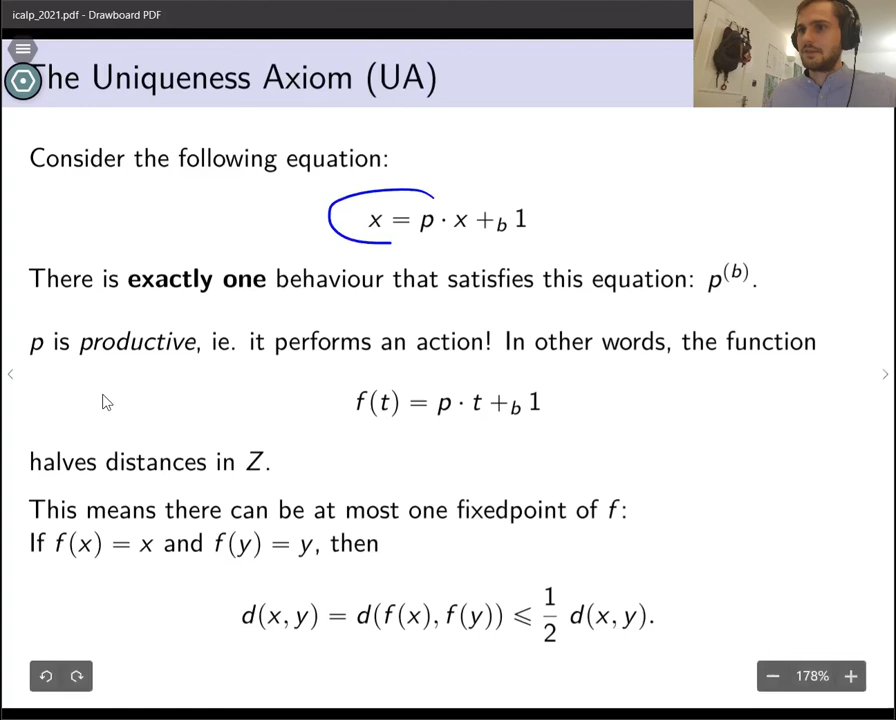 icalp_2021.pdf - Drawboard PDF
The Uniqueness Axiom (UA)
Consider the following equation:
x = p · x +_b 1
There is exactly one behaviour that satisfies this equation: p^(b).
p is productive, ie. it performs an action! In other words, the function
f(t) = p · t +_b 1
halves distances in Z.
This means there can be at most one fixedpoint of f:
If f(x) = x and f(y) = y, then
d(x, y) = d(f(x), f(y)) ⩽ 1/2 d(x, y).
178%